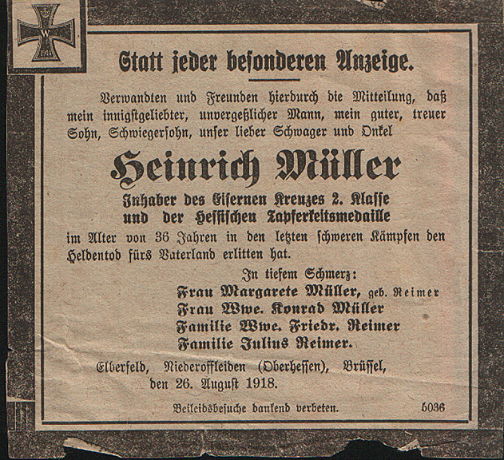 Statt jeder besonderen Anzeige.
Verwandten und Freunden hierdurch die Mitteilung, daß
mein innigstgeliebter, unvergeßlicher Mann, mein guter, treuer
Sohn, Schwiegersohn, unser lieber Schwager und Onkel
Heinrich Müller
Inhaber des Eisernen Kreuzes 2. Klasse
und der Hessischen Tapferkeitsmedaille
im Alter von 36 Jahren in den letzten schweren Kämpfen den
Heldentod fürs Vaterland erlitten hat.
In tiefem Schmerz:
Frau Margarete Müller, geb. Reimer
Frau Wwe. Konrad Müller
Familie Wwe. Friedr. Reimer
Familie Julius Reimer.
Elberfeld, Niederofleiden (Oberhessen), Brüssel,
den 26. August 1918.
Beileidsbesuche dankend verbeten. 5036